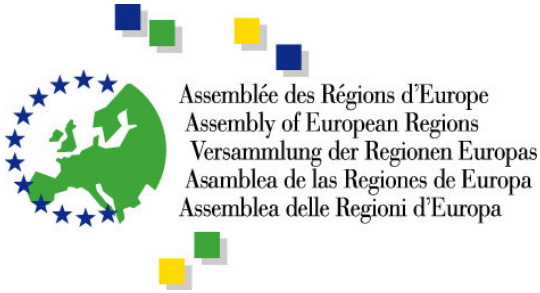 Assemblée des Régions d'Europe
Assembly of European Regions
Versammlung der Regionen Europas
Asamblea de las Regiones de Europa
Assemblea delle Regioni d'Europa